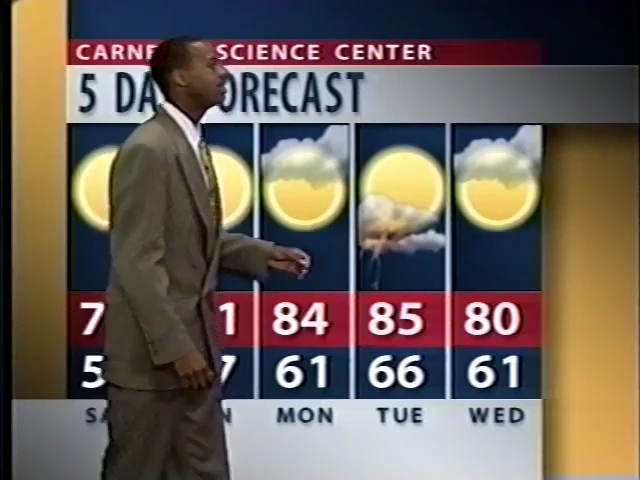 CARNE SCIENCE CENTER
5 DA ORECAST
7 1 84 85 80
5 7 61 66 61
SA N MON TUE WED